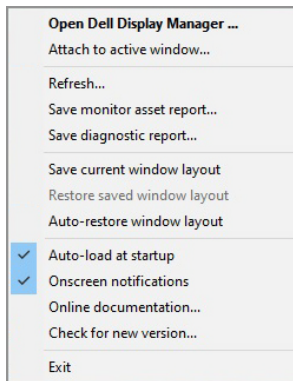 Open Dell Display Manager ...
Attach to active window...
Refresh...
Save monitor asset report...
Save diagnostic report...
Save current window layout
Restore saved window layout
Auto-restore window layout
Auto-load at startup
Onscreen notifications
Online documentation...
Check for new version...
Exit